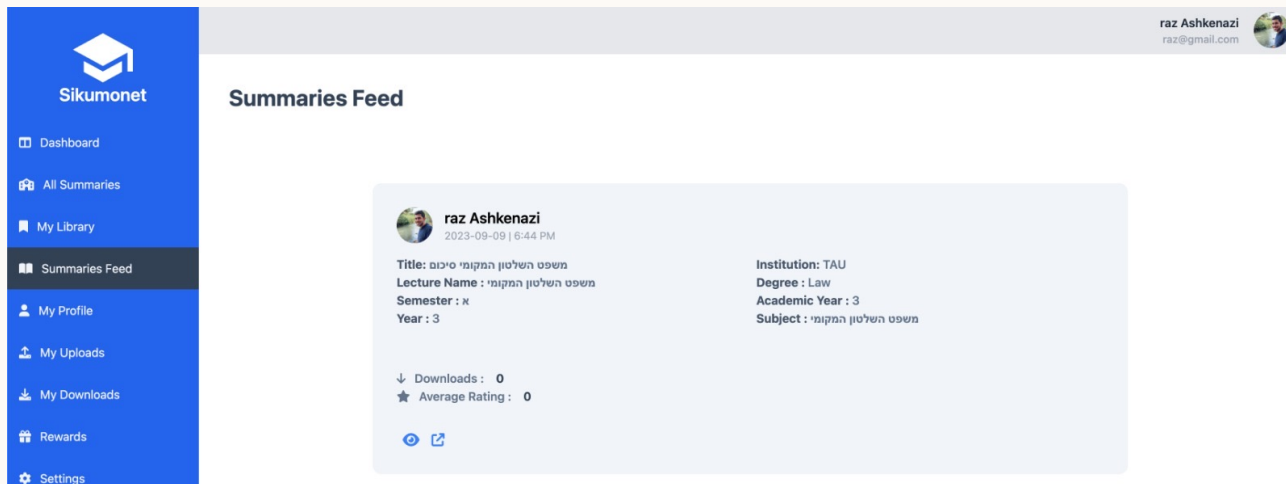 raz Ashkenazi
raz@gmail.com
Sikumonet
Dashboard
All Summaries
My Library
Summaries Feed
My Profile
My Uploads
My Downloads
Rewards
Settings
Summaries Feed
raz Ashkenazi
2023-09-09 | 6:44 PM
Title: משפט השלטון המקומי סיכום
Lecture Name : משפט השלטון המקומי
Semester : א
Year : 3
Institution: TAU
Degree : Law
Academic Year : 3
Subject : משפט השלטון המקומי
Downloads : 0
Average Rating : 0